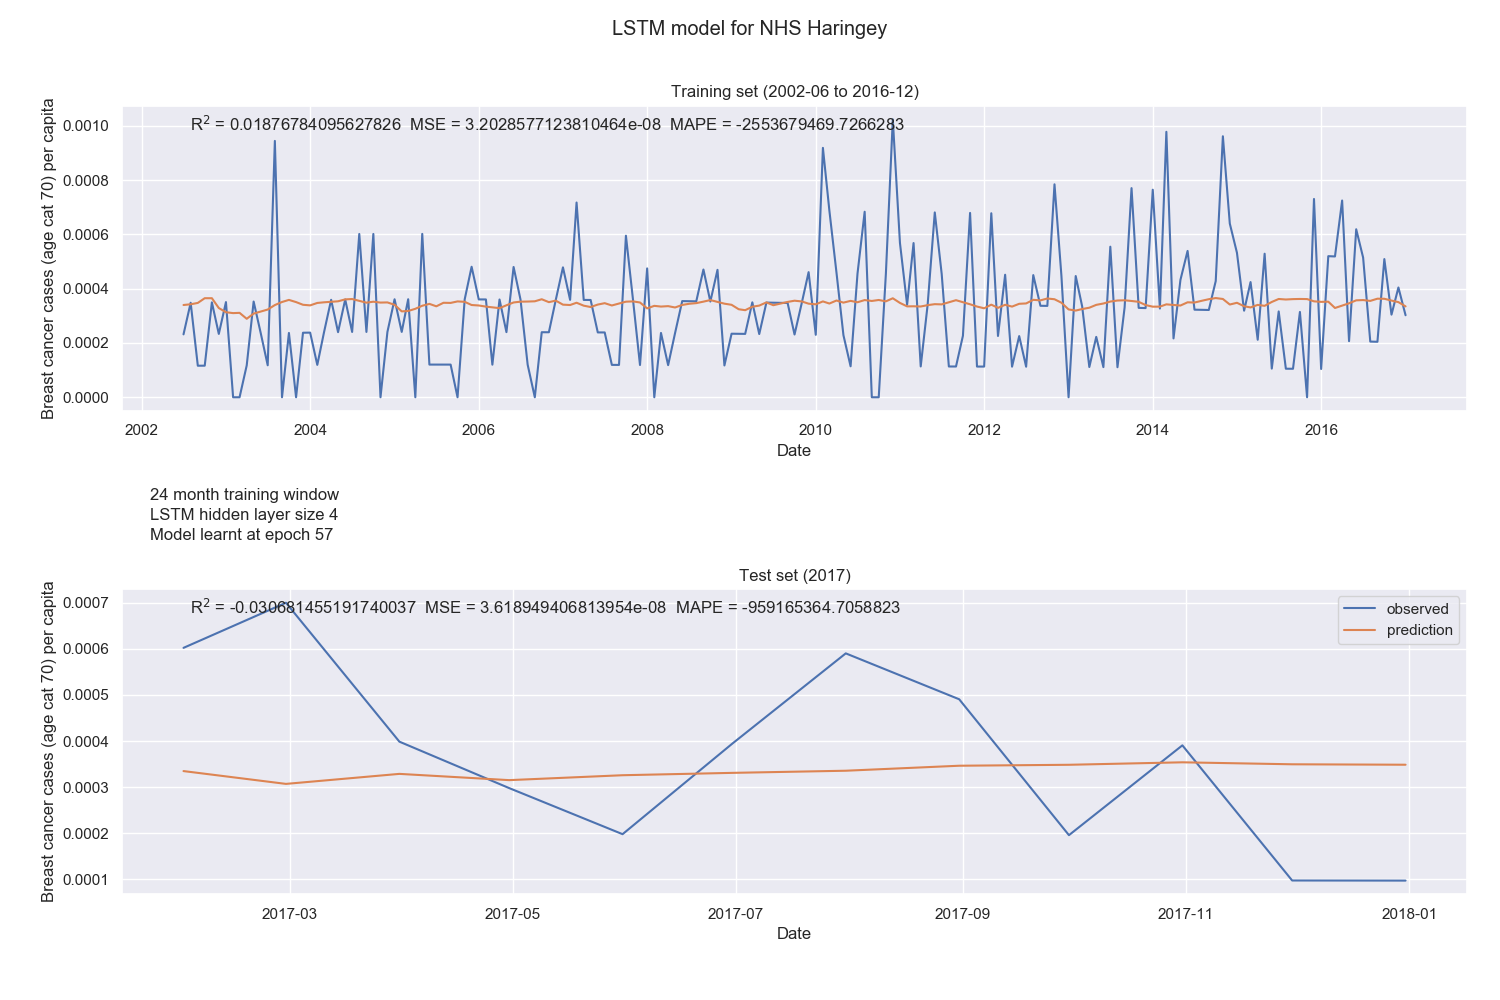 LSTM model for NHS Haringey
Training set (2002-06 to 2016-12)
R² = 0.01876784095627826 MSE = 3.2028577123810464e-08 MAPE = -2553679469.7266283
Breast cancer cases (age cat 70) per capita
0.0010
0.0008
0.0006
0.0004
0.0002
0.0000
2002 2004 2006 2008 2010 2012 2014 2016
Date
24 month training window
LSTM hidden layer size 4
Model learnt at epoch 57
Test set (2017)
R² = -0.030681455191740037 MSE = 3.618949406813954e-08 MAPE = -959165364.7058823
observed
prediction
Breast cancer cases (age cat 70) per capita
0.0007
0.0006
0.0005
0.0004
0.0003
0.0002
0.0001
2017-03 2017-05 2017-07 2017-09 2017-11 2018-01
Date